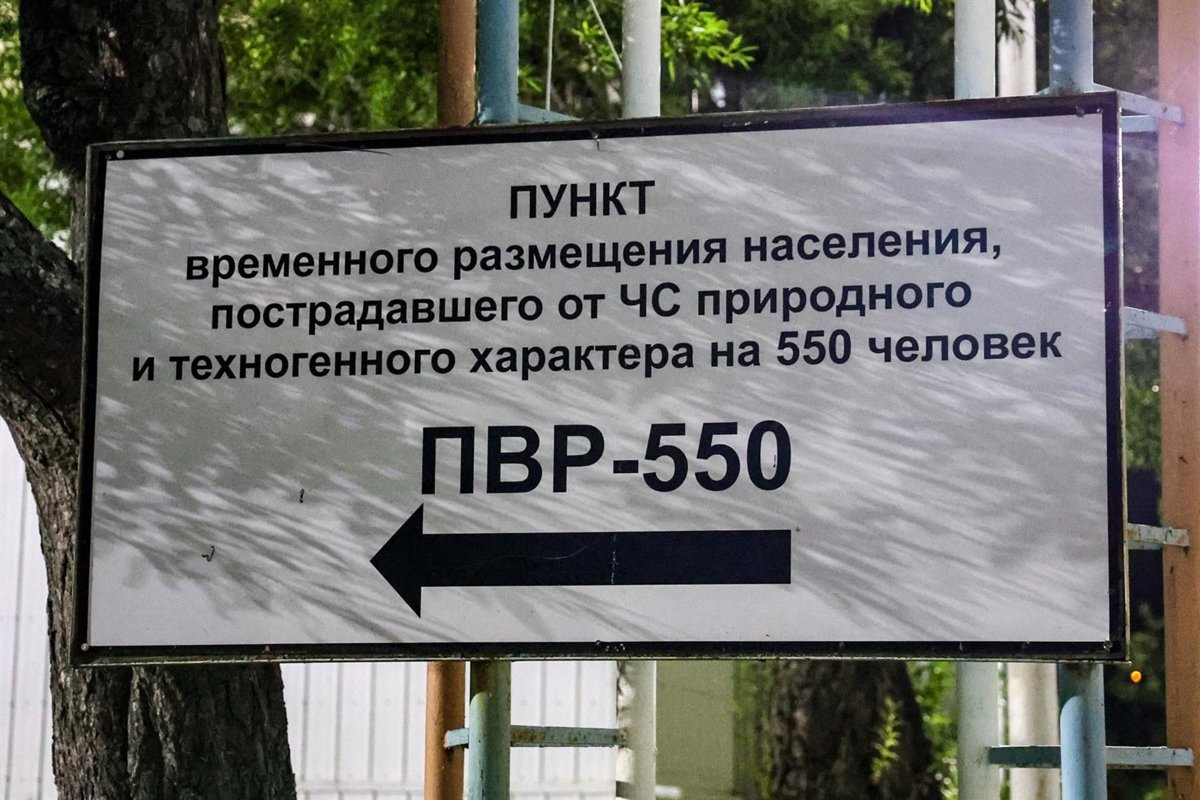 ПУНКТ
временного размещения населения,
пострадавшего от ЧС природного
и техногенного характера на 550 человек
ПВР-550